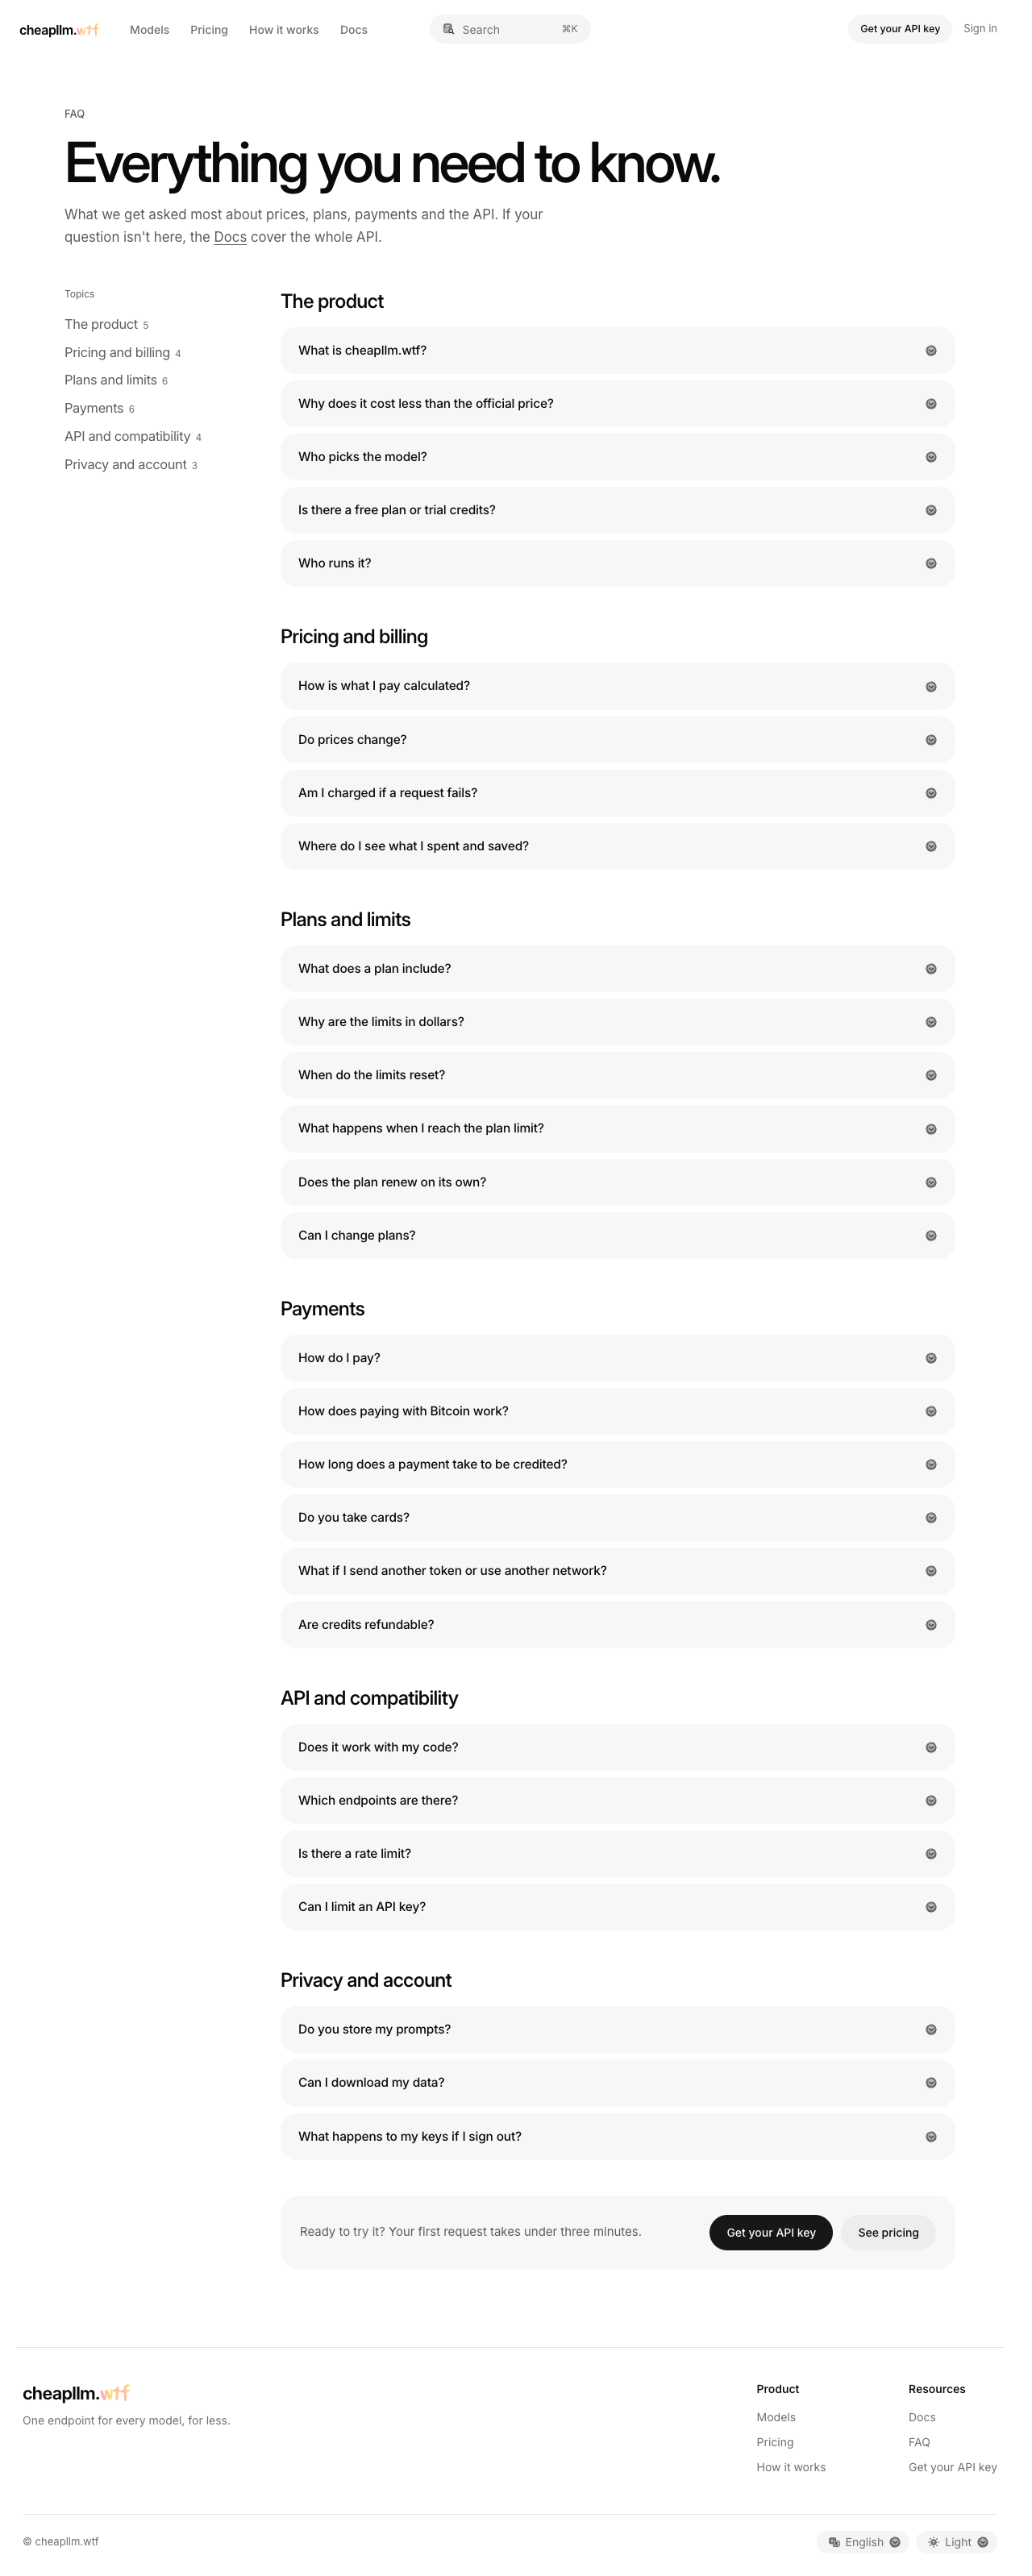 cheapllm.wtf Models Pricing How it works Docs Search ⌘K Get your API key Sign in
FAQ
Everything you need to know.
What we get asked most about prices, plans, payments and the API. If your
question isn't here, the Docs cover the whole API.
Topics
The product 5
Pricing and billing 4
Plans and limits 6
Payments 6
API and compatibility 4
Privacy and account 3
The product
What is cheapllm.wtf?
Why does it cost less than the official price?
Who picks the model?
Is there a free plan or trial credits?
Who runs it?
Pricing and billing
How is what I pay calculated?
Do prices change?
Am I charged if a request fails?
Where do I see what I spent and saved?
Plans and limits
What does a plan include?
Why are the limits in dollars?
When do the limits reset?
What happens when I reach the plan limit?
Does the plan renew on its own?
Can I change plans?
Payments
How do I pay?
How does paying with Bitcoin work?
How long does a payment take to be credited?
Do you take cards?
What if I send another token or use another network?
Are credits refundable?
API and compatibility
Does it work with my code?
Which endpoints are there?
Is there a rate limit?
Can I limit an API key?
Privacy and account
Do you store my prompts?
Can I download my data?
What happens to my keys if I sign out?
Ready to try it? Your first request takes under three minutes. Get your API key See pricing
cheapllm.wtf
One endpoint for every model, for less.
Product
Models
Pricing
How it works
Resources
Docs
FAQ
Get your API key
© cheapllm.wtf English Light